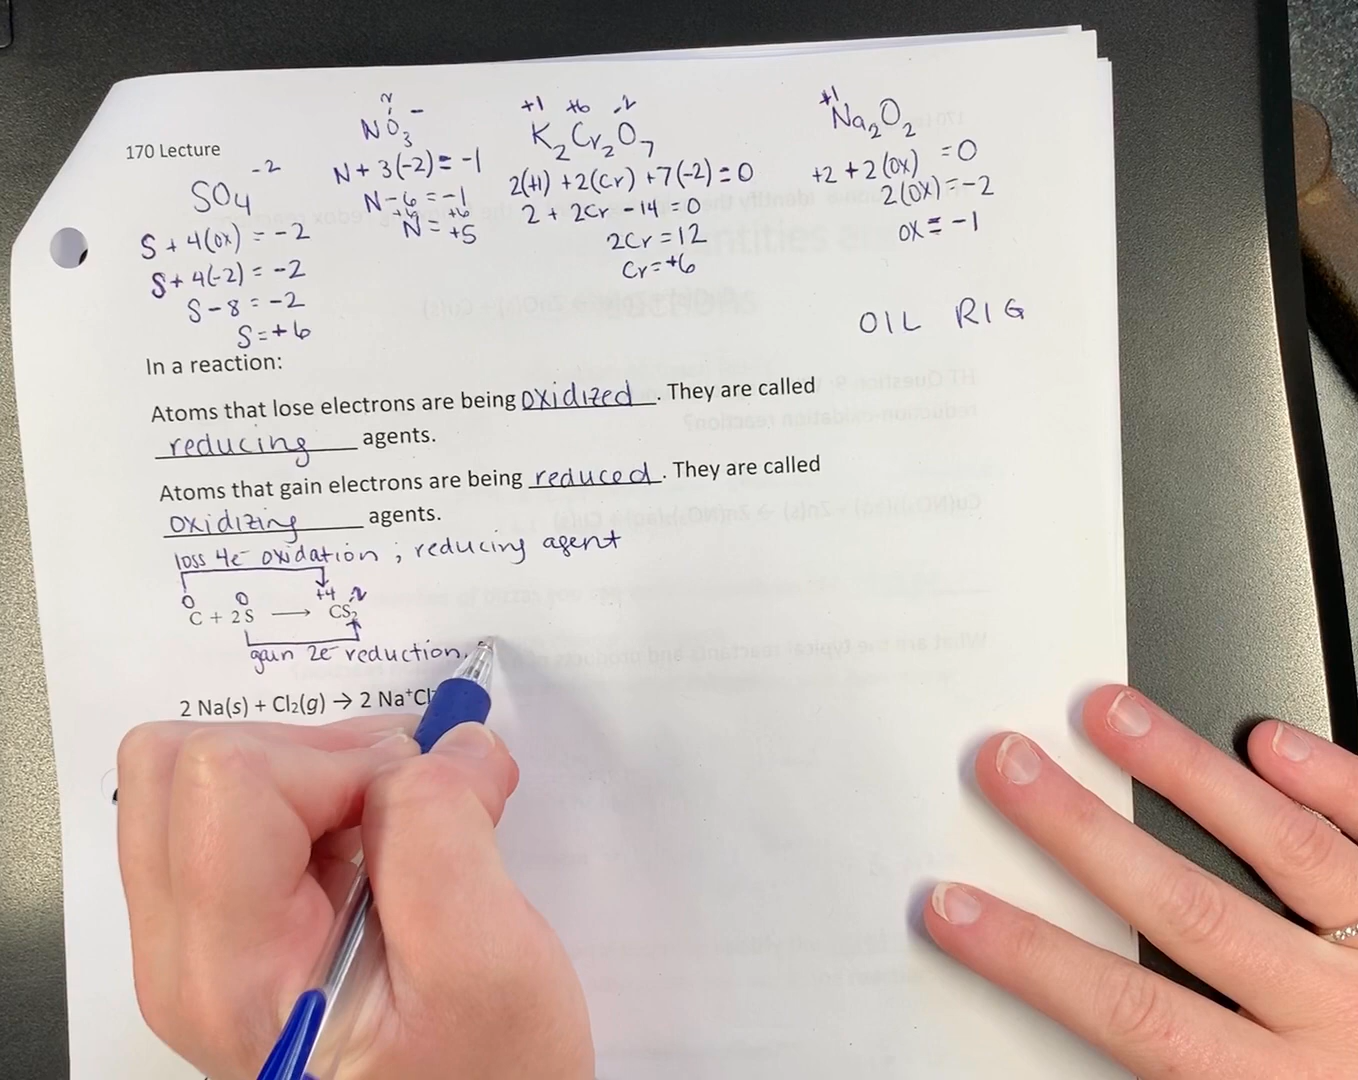 170 Lecture
SO4 -2
S + 4(ox) = -2
S + 4(-2) = -2
S - 8 = -2
S = +6
-2
NO3 -
N + 3(-2) = -1
N - 6 = -1
+6 +6
N = +5
+1 +6 -2
K2Cr2O7
2(+1) + 2(Cr) + 7(-2) = 0
2 + 2Cr - 14 = 0
2Cr = 12
Cr = +6
+1
Na2O2
+2 + 2(ox) = 0
2(ox) = -2
ox = -1
OIL RIG
In a reaction:
Atoms that lose electrons are being oxidized. They are called
reducing agents.
Atoms that gain electrons are being reduced. They are called
oxidizing agents.
loss 4e- oxidation ; reducing agent
0 0 +4 -2
C + 2S → CS2
gain 2e- reduction
2 Na(s) + Cl2(g) → 2 Na+Cl-